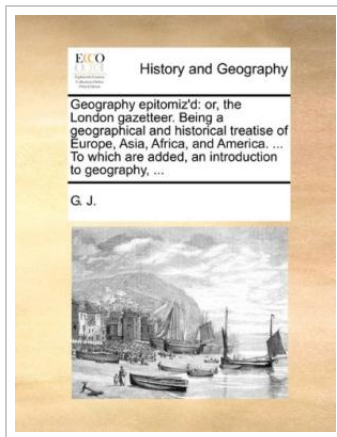 ECCO
History and Geography
Geography epitomiz'd: or, the
London gazetteer. Being a
geographical and historical treatise of
Europe, Asia, Africa, and America. ...
To which are added, an introduction
to geography, ...
G. J.